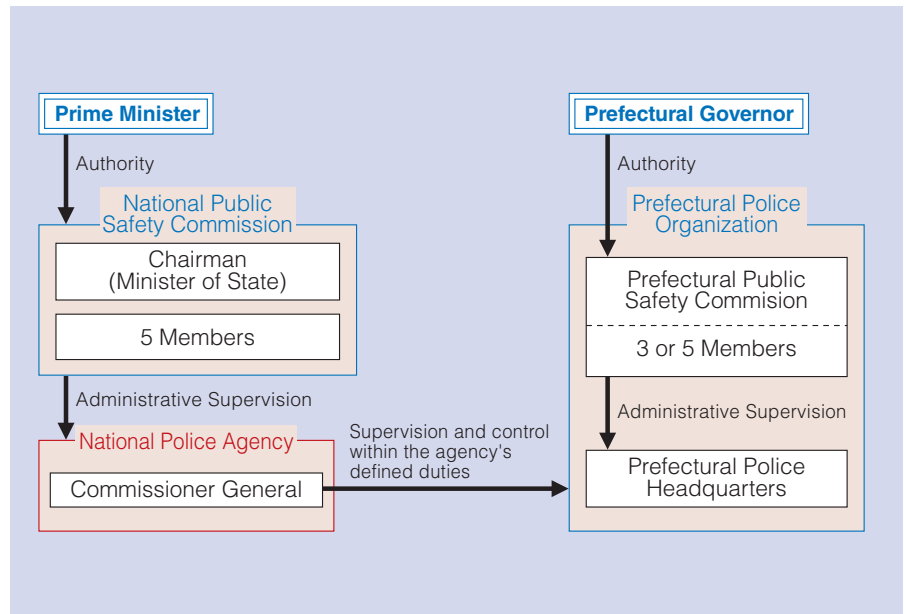 Prime Minister
Authority
National Public
Safety Commission
Chairman
(Minister of State)
5 Members
Administrative Supervision
National Police Agency
Commissioner General
Supervision and control
within the agency's
defined duties
Prefectural Governor
Authority
Prefectural Police
Organization
Prefectural Public
Safety Commision
3 or 5 Members
Administrative Supervision
Prefectural Police
Headquarters